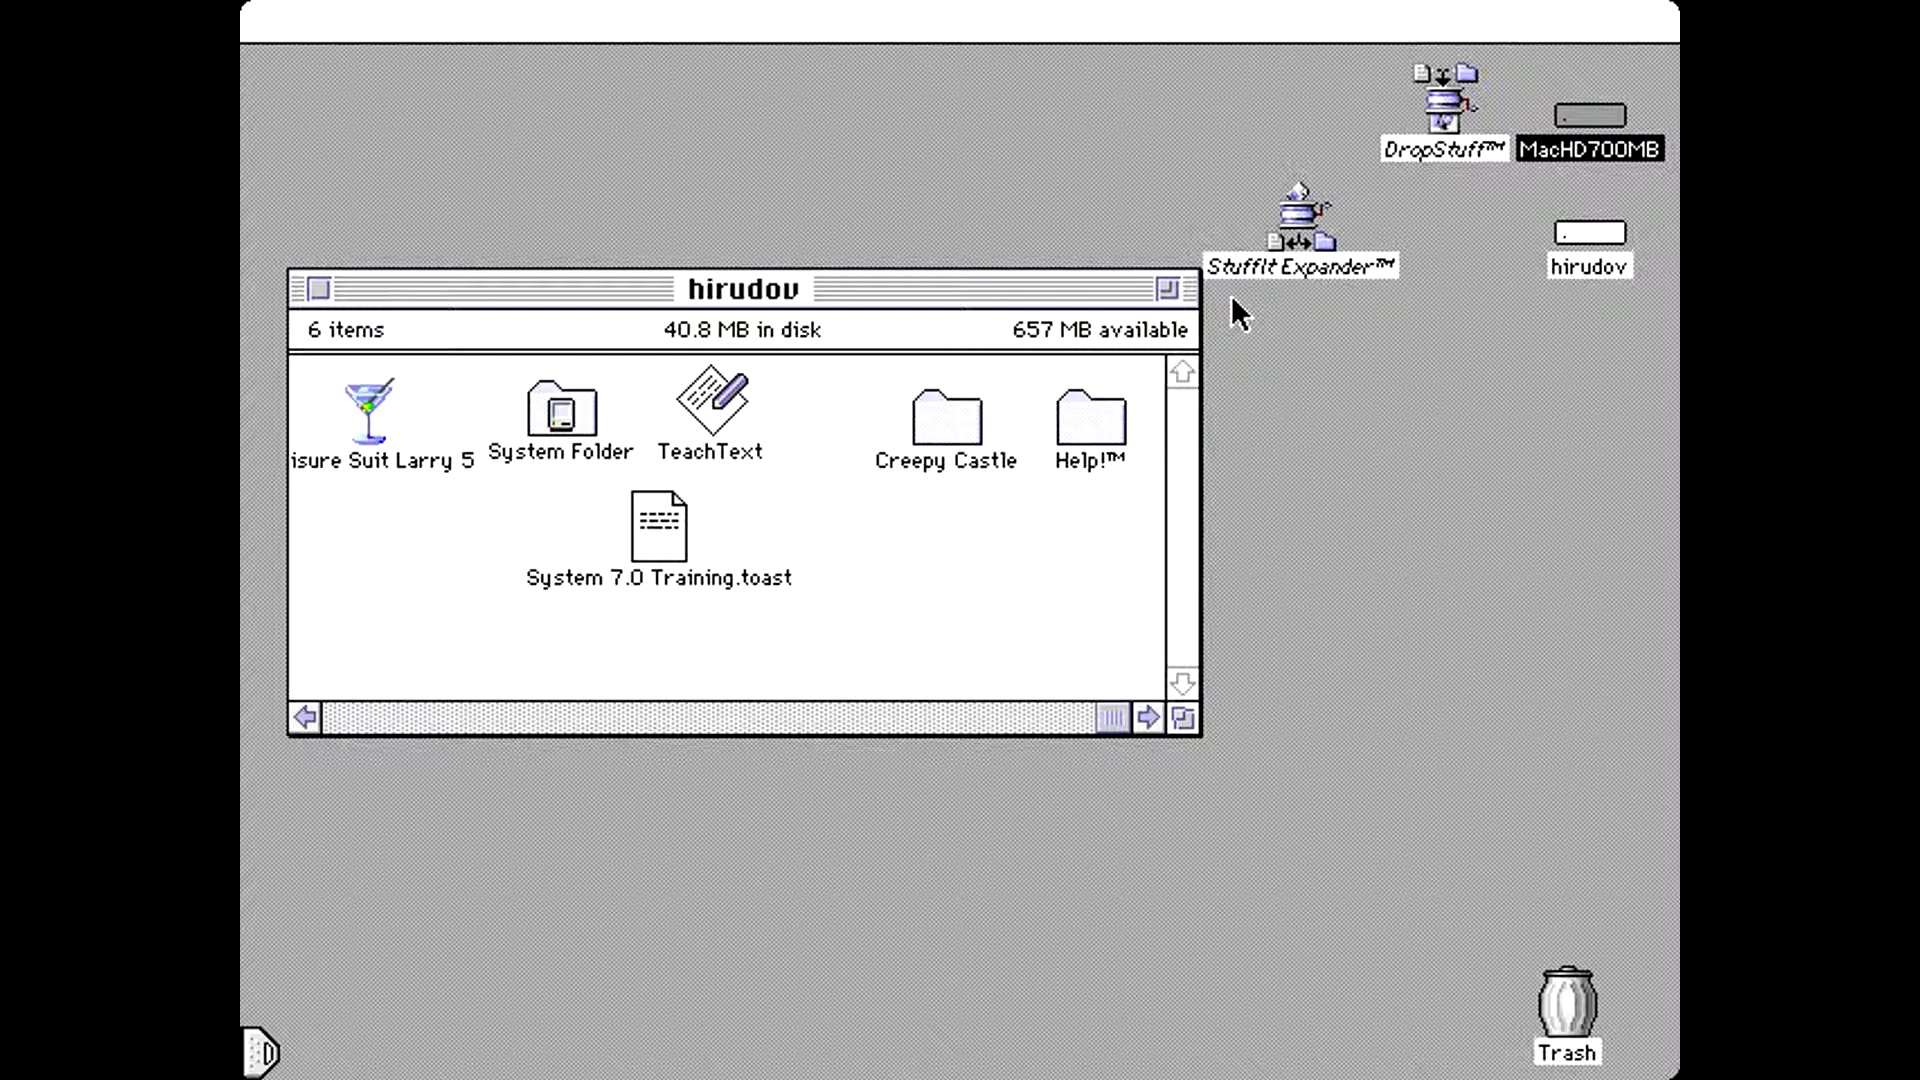 DropStuff™
MacHD700MB
StuffIt Expander™
hirudov
hirudov
6 items
40.8 MB in disk
657 MB available
isure Suit Larry 5
System Folder
TeachText
Creepy Castle
Help!™
System 7.0 Training.toast
Trash